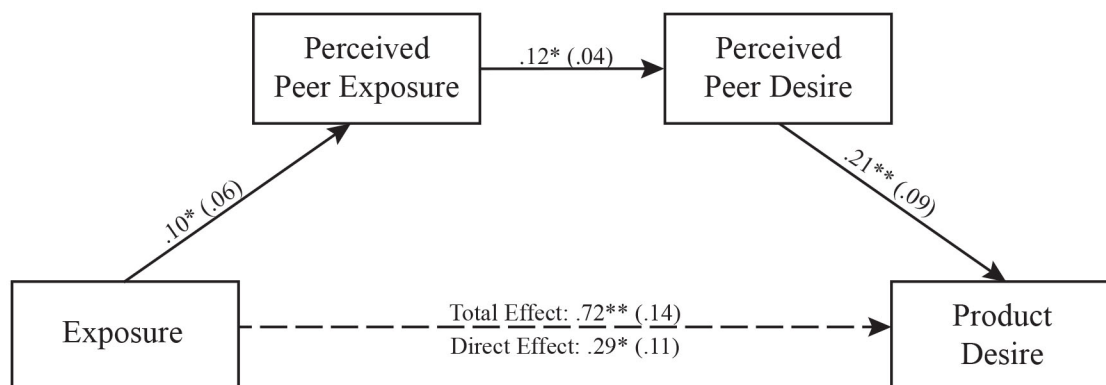 Perceived
Peer Exposure
.12* (.04)
Perceived
Peer Desire
.10* (.06)
.21** (.09)
Exposure
Total Effect: .72** (.14)
Direct Effect: .29* (.11)
Product
Desire